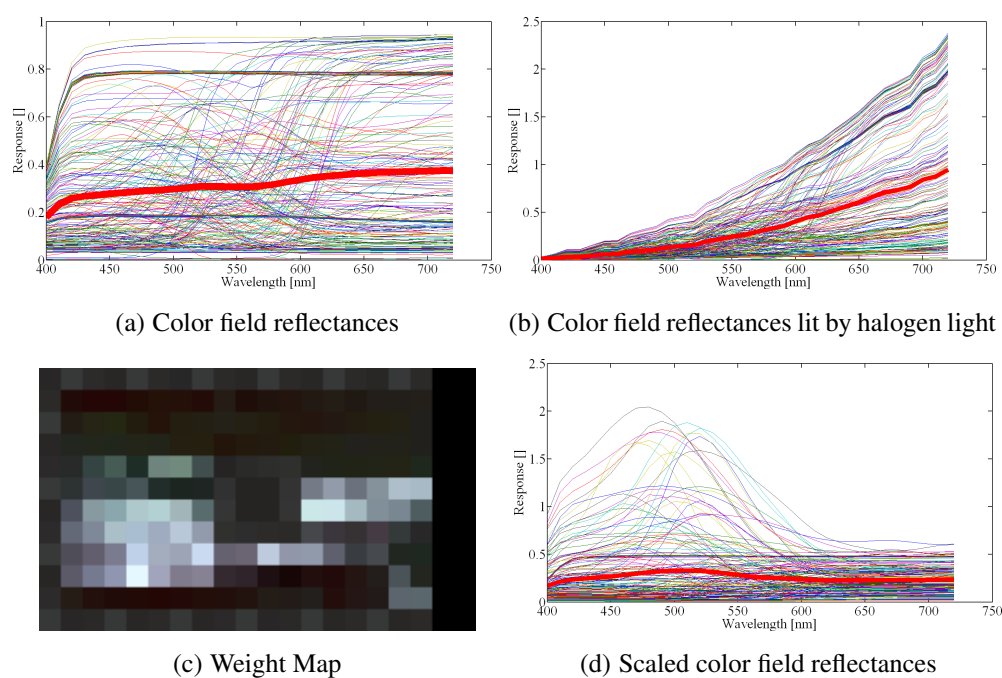 1
0.8
0.6
0.4
0.2
0
Response []
400 450 500 550 600 650 700 750
Wavelength [nm]
(a) Color field reflectances
2.5
2
1.5
1
0.5
0
Response []
400 450 500 550 600 650 700 750
Wavelength [nm]
(b) Color field reflectances lit by halogen light
(c) Weight Map
2.5
2
1.5
1
0.5
0
Response []
400 450 500 550 600 650 700 750
Wavelength [nm]
(d) Scaled color field reflectances